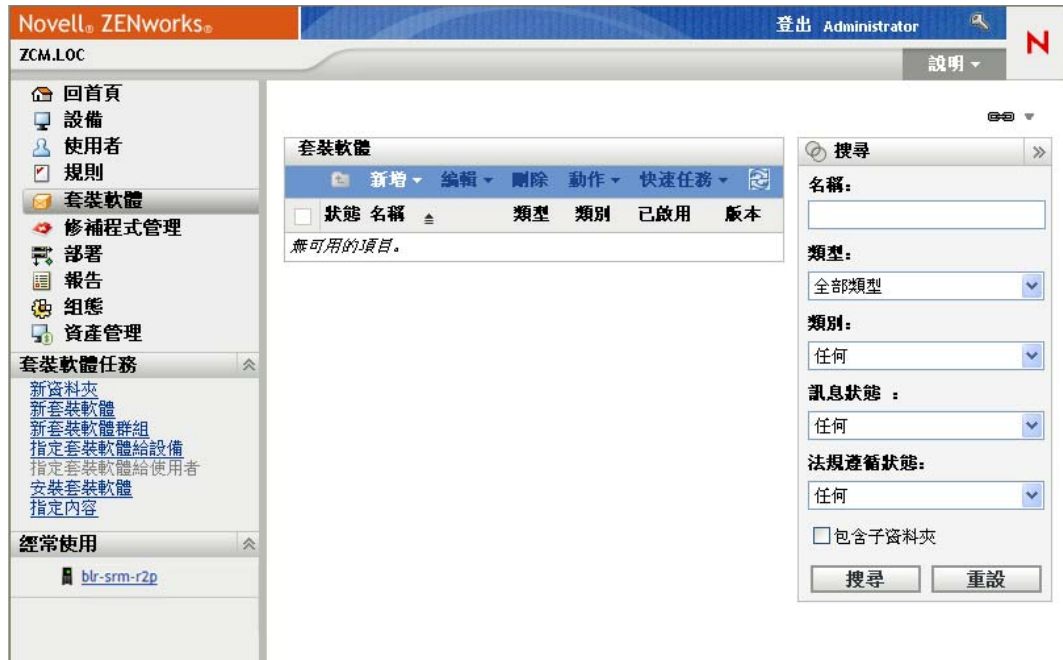 Novell® ZENworks®
登出 Administrator
N
ZCM.LOC
說明
回首頁
設備
使用者
規則
套裝軟體
修補程式管理
部署
報告
組態
資產管理
套裝軟體任務
新資料夾
新套裝軟體
新套裝軟體群組
指定套裝軟體給設備
指定套裝軟體給使用者
安裝套裝軟體
指定內容
經常使用
blr-srm-r2p
套裝軟體
新增 編輯 刪除 動作 快速任務
狀態 名稱 類型 類別 已啟用 版本
無可用的項目。
搜尋
名稱:
類型:
全部類型
類別:
任何
訊息狀態 :
任何
法規遵循狀態:
任何
包含子資料夾
搜尋 重設